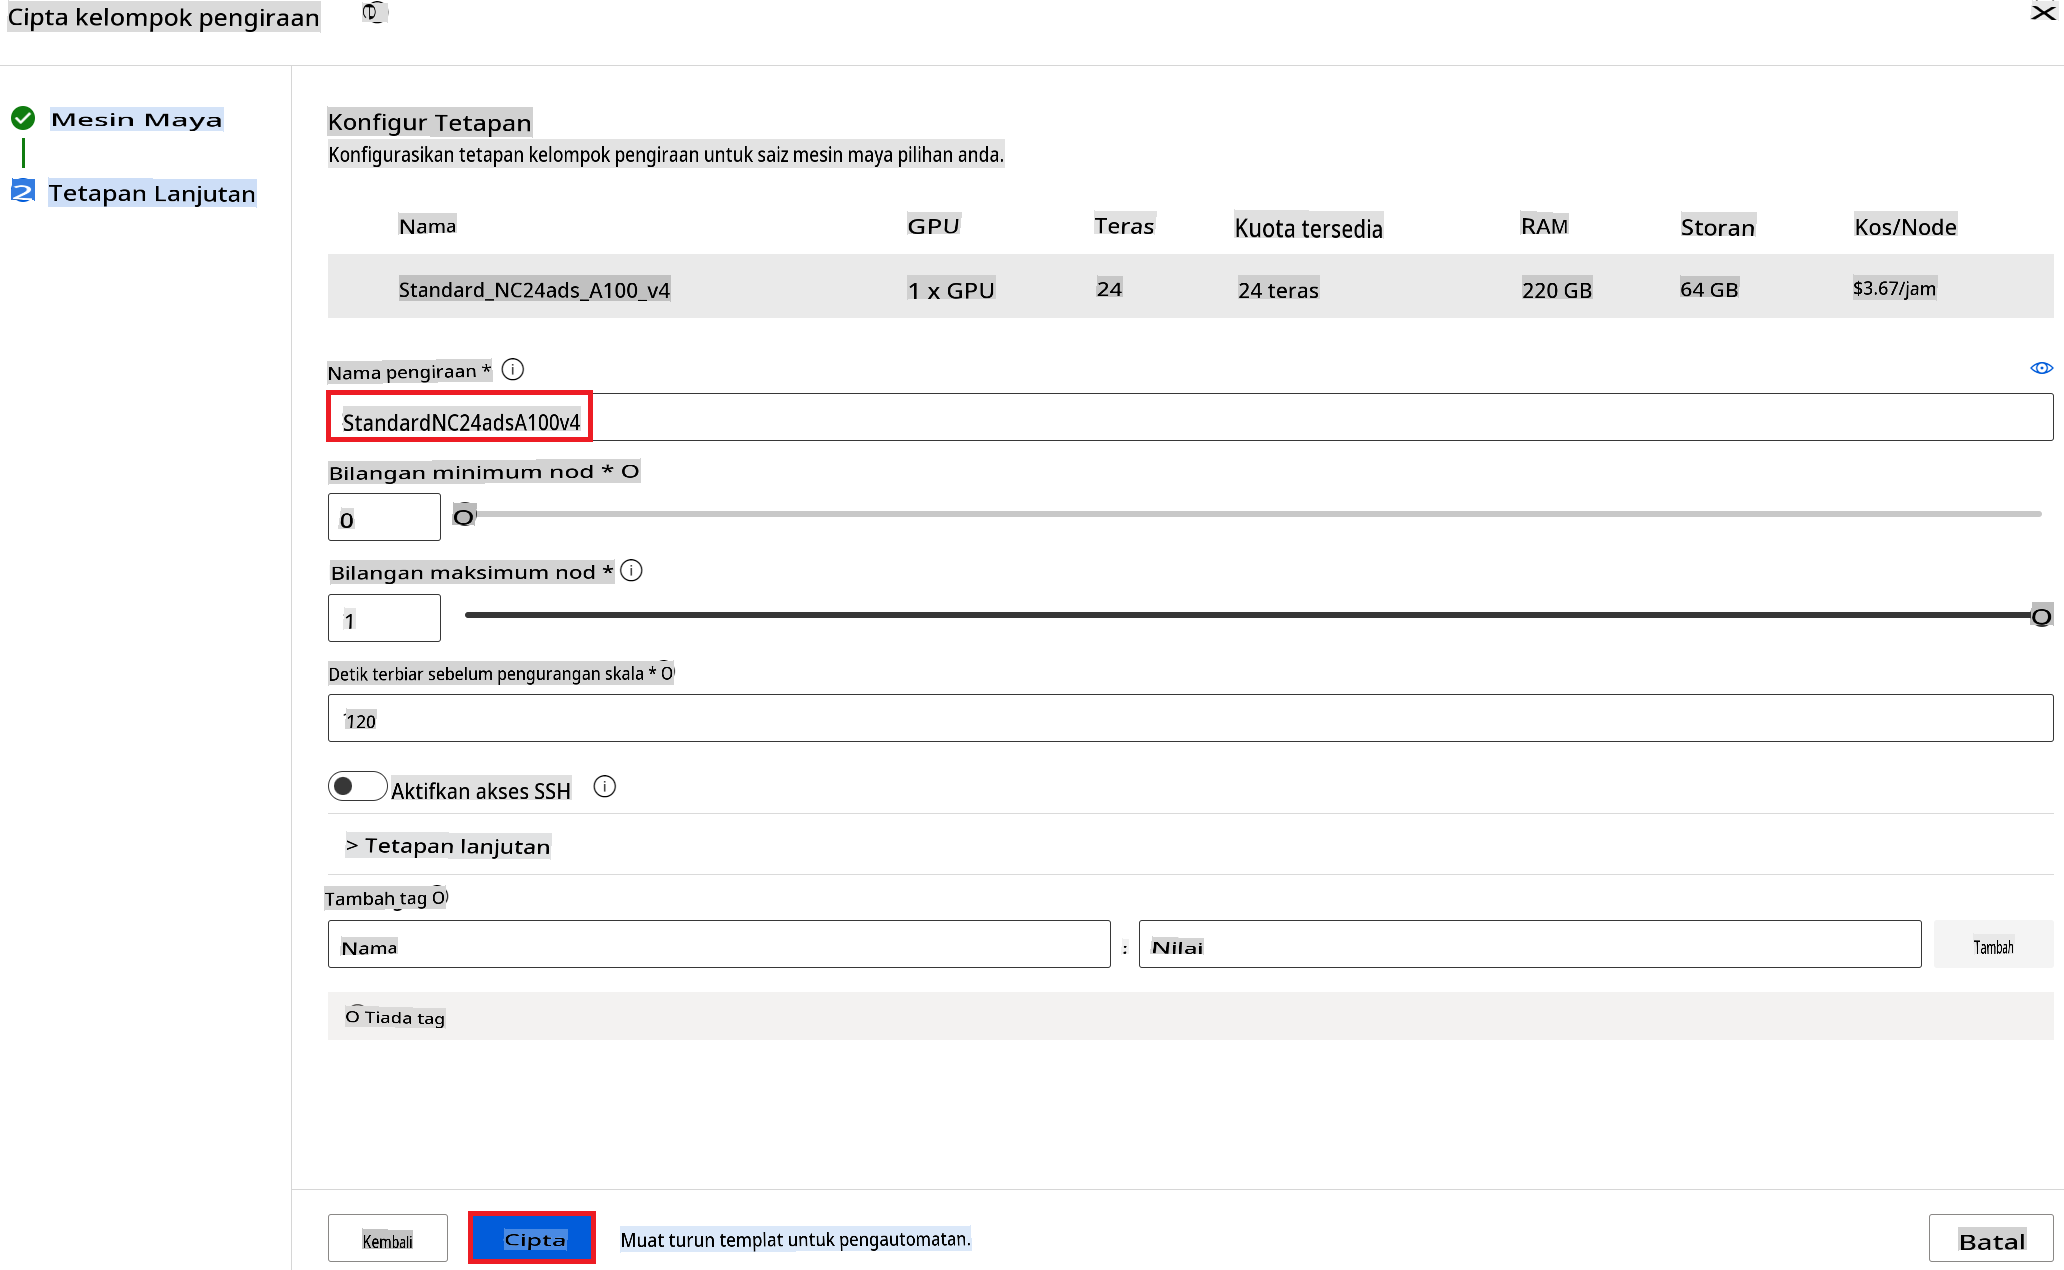 Cipta kelompok pengiraan
Mesin Maya
2 Tetapan Lanjutan
Konfigur Tetapan
Konfigurasikan tetapan kelompok pengiraan untuk saiz mesin maya pilihan anda.
Nama GPU Teras Kuota tersedia RAM Storan Kos/Node
Standard_NC24ads_A100_v4 1 x GPU 24 24 teras 220 GB 64 GB $3.67/jam
Nama pengiraan *
StandardNC24adsA100v4
Bilangan minimum nod * O
0
Bilangan maksimum nod *
1
Detik terbiar sebelum pengurangan skala * O
120
Aktifkan akses SSH
> Tetapan lanjutan
Tambah tag O
Nama : Nilai Tambah
O Tiada tag
Kembali Cipta Muat turun templat untuk pengautomatan. Batal